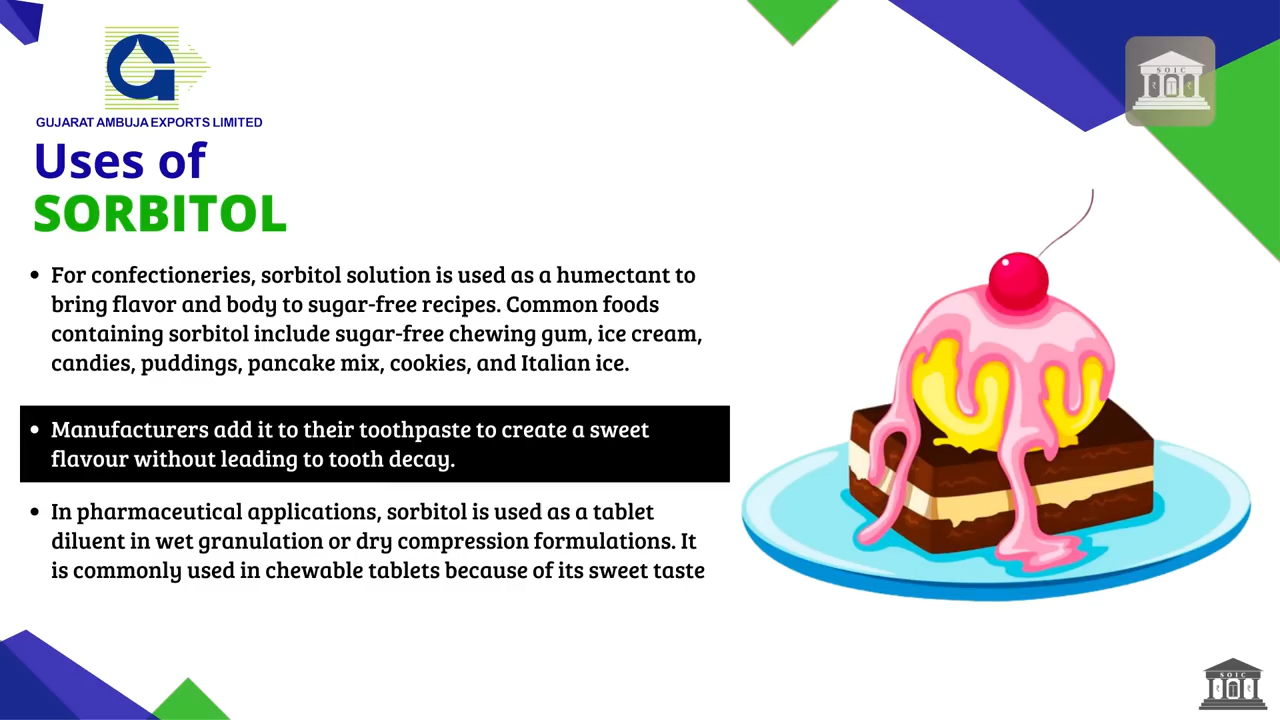 SOIC
GUJARAT AMBUJA EXPORTS LIMITED
Uses of
SORBITOL
• For confectioneries, sorbitol solution is used as a humectant to
bring flavor and body to sugar-free recipes. Common foods
containing sorbitol include sugar-free chewing gum, ice cream,
candies, puddings, pancake mix, cookies, and Italian ice.
• Manufacturers add it to their toothpaste to create a sweet
flavour without leading to tooth decay.
• In pharmaceutical applications, sorbitol is used as a tablet
diluent in wet granulation or dry compression formulations. It
is commonly used in chewable tablets because of its sweet taste
SOIC